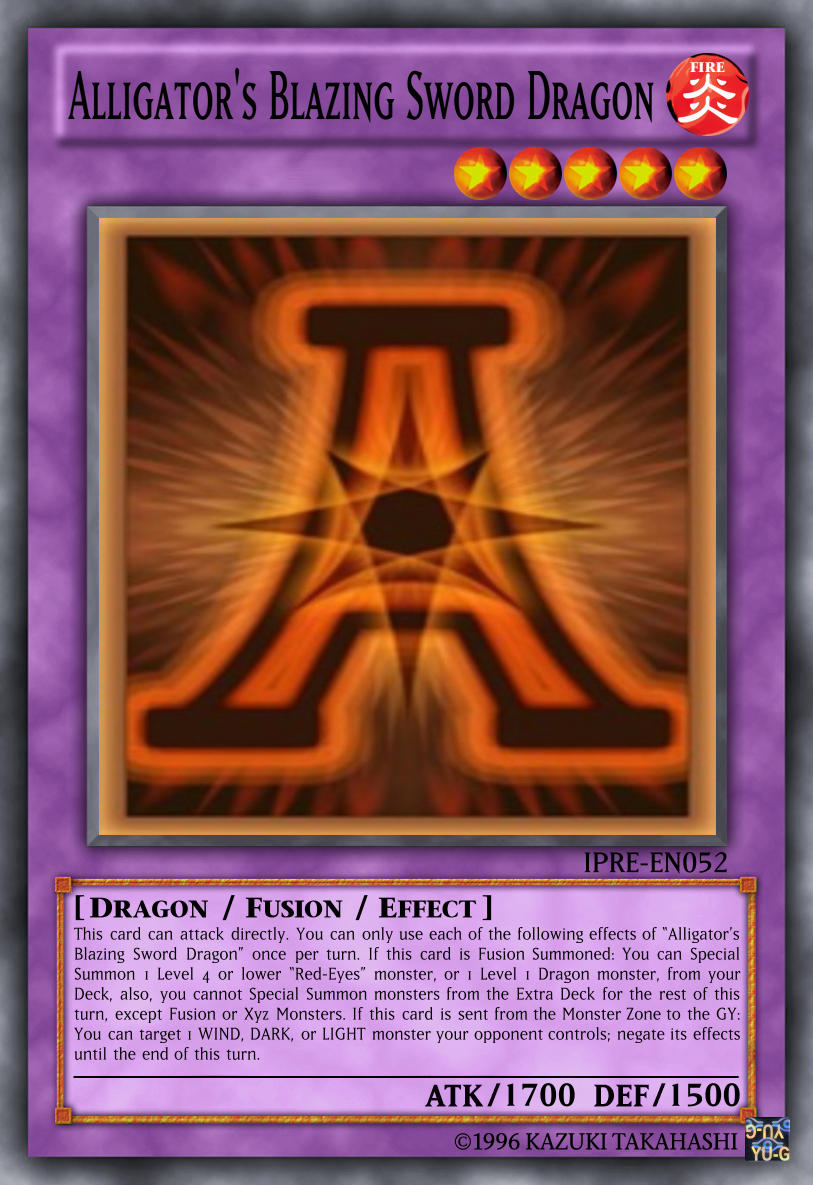 ALLIGATOR'S BLAZING SWORD DRAGON
FIRE
炎
A
IPRE-EN052
[ DRAGON / FUSION / EFFECT ]
This card can attack directly. You can only use each of the following effects of "Alligator's
Blazing Sword Dragon" once per turn. If this card is Fusion Summoned: You can Special
Summon 1 Level 4 or lower "Red-Eyes" monster, or 1 Level 1 Dragon monster, from your
Deck, also, you cannot Special Summon monsters from the Extra Deck for the rest of this
turn, except Fusion or Xyz Monsters. If this card is sent from the Monster Zone to the GY:
You can target 1 WIND, DARK, or LIGHT monster your opponent controls; negate its effects
until the end of this turn.
ATK/1700 DEF/1500
©1996 KAZUKI TAKAHASHI
YU-G